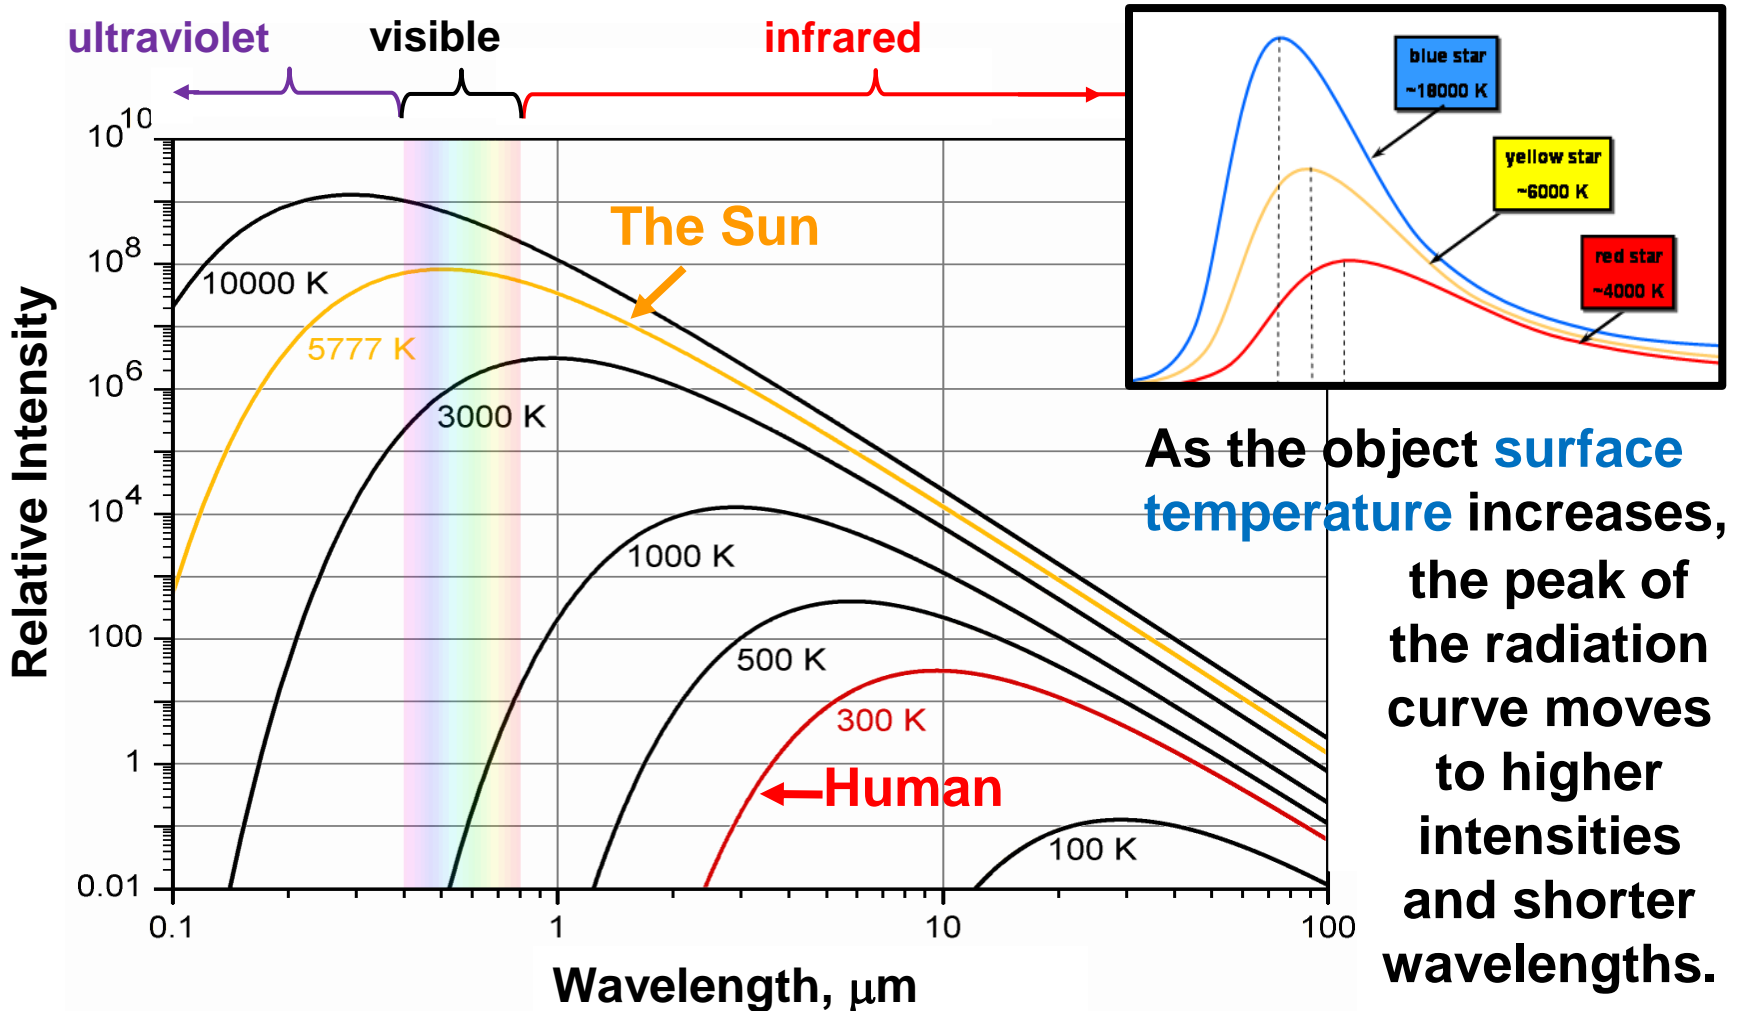 ultraviolet
visible
infrared
10^10
10^8
10^6
10^4
100
1
0.01
0.1
1
10
100
Relative Intensity
Wavelength, μm
10000 K
5777 K
3000 K
1000 K
500 K
300 K
100 K
The Sun
Human
blue star
~18000 K
yellow star
~6000 K
red star
~4000 K
As the object surface
temperature increases,
the peak of
the radiation
curve moves
to higher
intensities
and shorter
wavelengths.